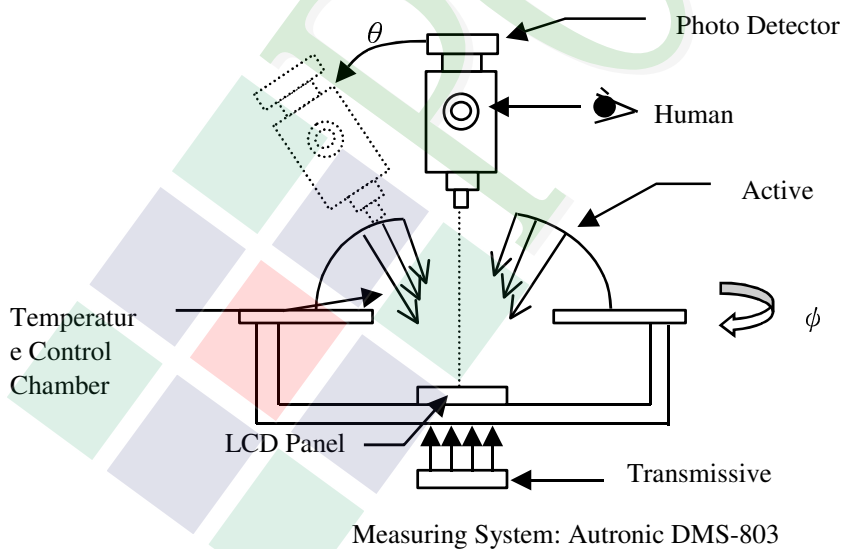 θ
Photo Detector
Human
Active
Temperatur
e Control
Chamber
ϕ
LCD Panel
Transmissive
Measuring System: Autronic DMS-803